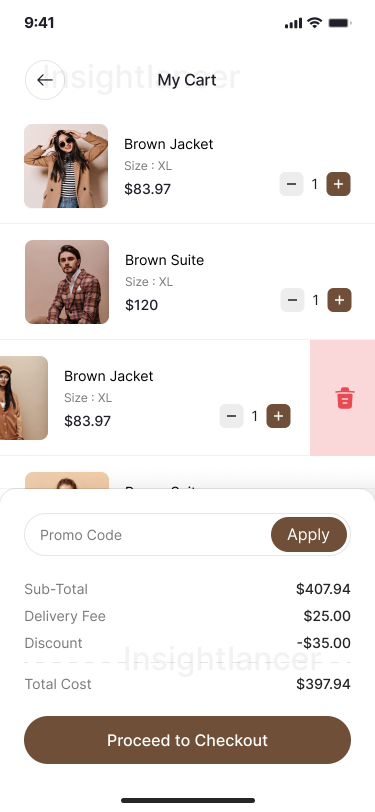 9:41
Insightlancer
My Cart
Brown Jacket
Size : XL
$83.97
1
Brown Suite
Size : XL
$120
1
Brown Jacket
Size : XL
$83.97
1
Promo Code
Apply
Sub-Total $407.94
Delivery Fee $25.00
Discount -$35.00
Insightlancer
Total Cost $397.94
Proceed to Checkout